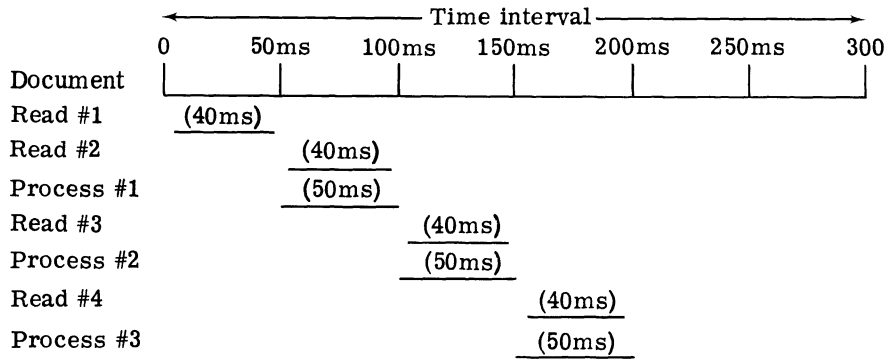 Time interval
0 50ms 100ms 150ms 200ms 250ms 300
Document
Read #1 (40ms)
Read #2 (40ms)
Process #1 (50ms)
Read #3 (40ms)
Process #2 (50ms)
Read #4 (40ms)
Process #3 (50ms)